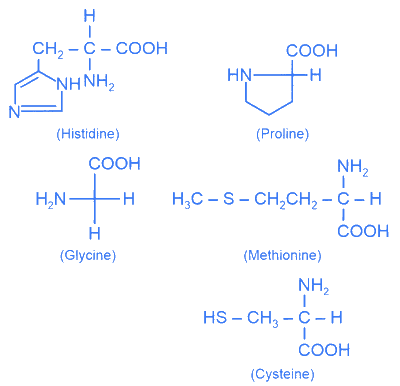 H
CH₂ C COOH
NH NH₂
N
(Histidine)
COOH
HN H
(Proline)
COOH
H₂N H
H
(Glycine)
NH₂
H₃C – S – CH₂CH₂ – C – H
COOH
(Methionine)
NH₂
HS – CH₃ – C – H
COOH
(Cysteine)